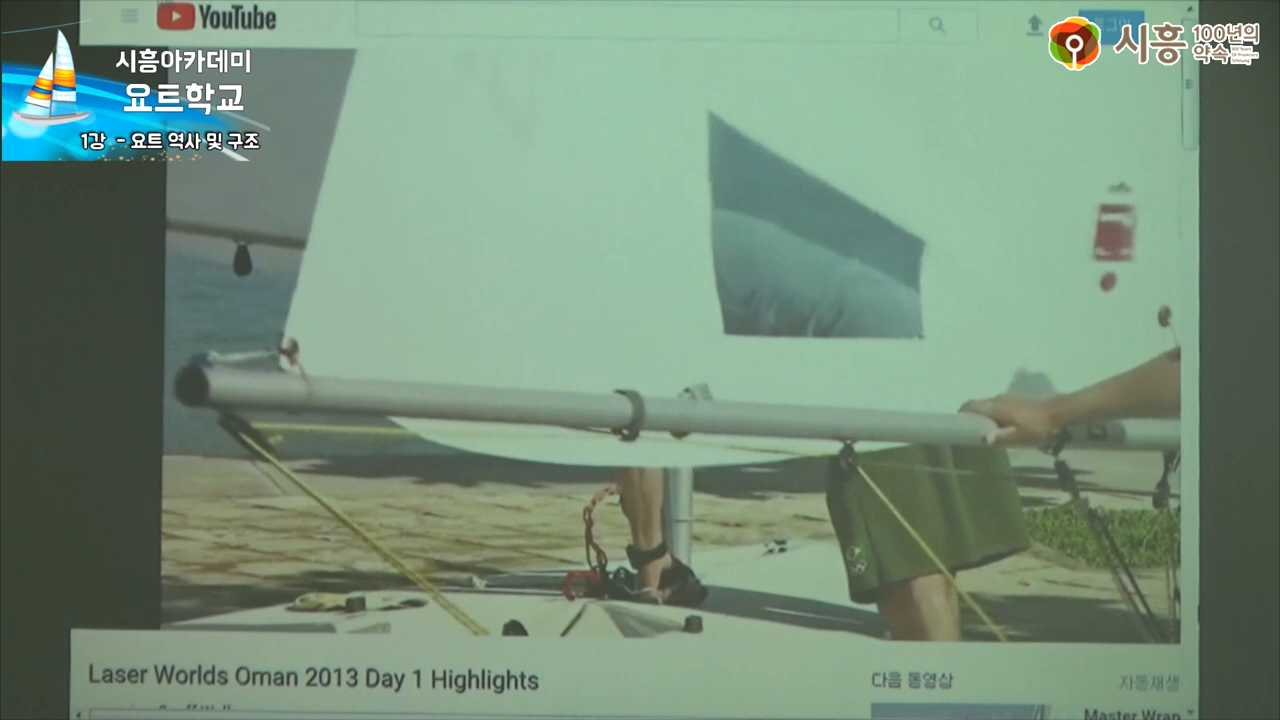 YouTube
시흥아카데미
요트학교
1강 - 요트 역사 및 구조
시흥 100년의 약속
Laser Worlds Oman 2013 Day 1 Highlights
다음 동영상
자동재생
Master Wrap